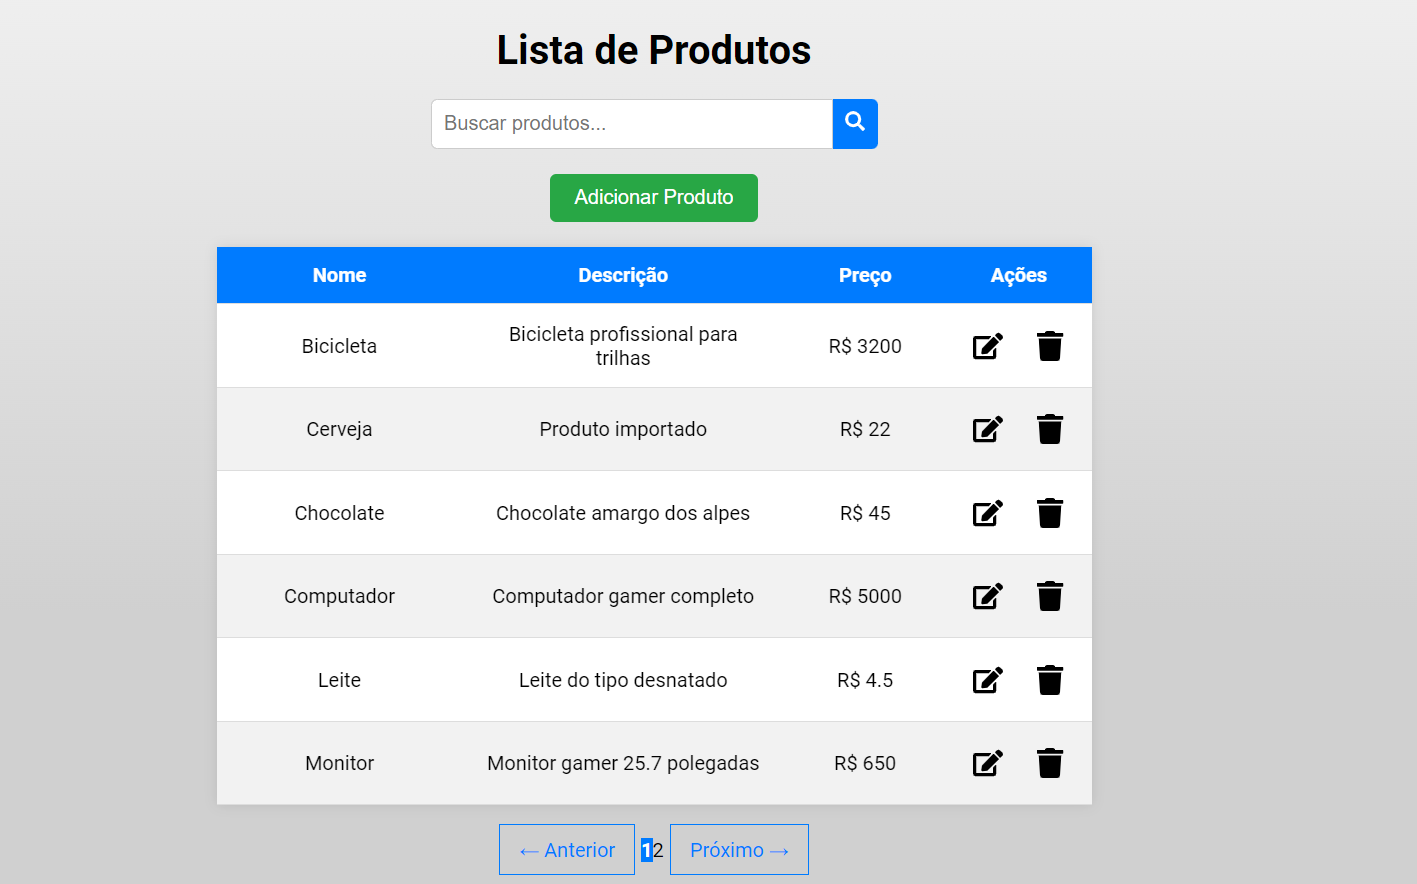 Lista de Produtos
Buscar produtos...
Adicionar Produto
Nome Descrição Preço Ações
Bicicleta Bicicleta profissional para trilhas R$ 3200
Cerveja Produto importado R$ 22
Chocolate Chocolate amargo dos alpes R$ 45
Computador Computador gamer completo R$ 5000
Leite Leite do tipo desnatado R$ 4.5
Monitor Monitor gamer 25.7 polegadas R$ 650
← Anterior 12 Próximo →